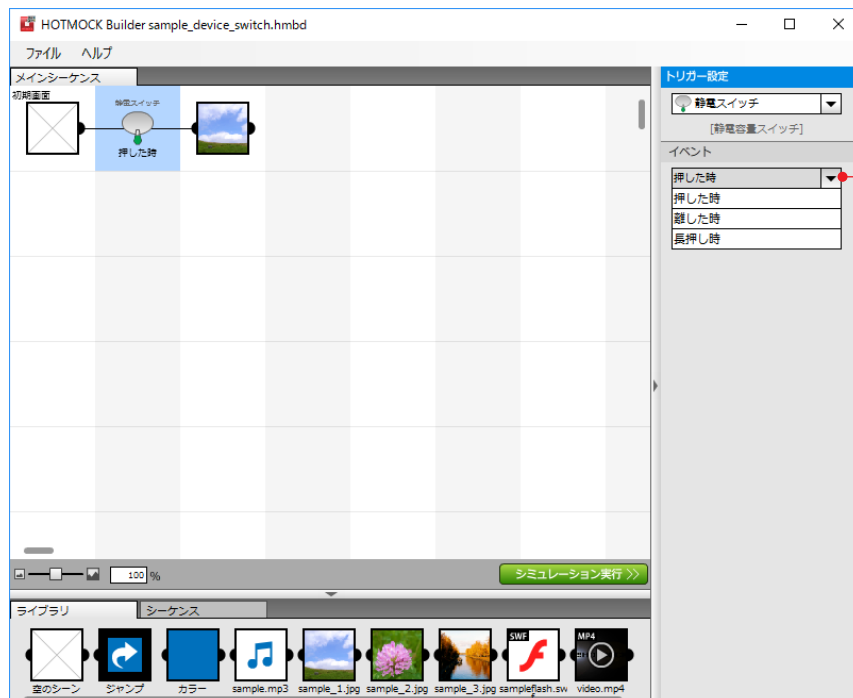 HOTMOCK Builder sample_device_switch.hmbd
ファイル ヘルプ
メインシーケンス
初期画面
静電スイッチ
押した時
トリガー設定
静電スイッチ
[静電容量スイッチ]
イベント
押した時
押した時
離した時
長押し時
100 %
シミュレーション実行 >>
ライブラリ シーケンス
SWF MP4
空のシーン ジャンプ カラー sample.mp3 sample_1.jpg sample_2.jpg sample_3.jpg sampleflash.sw video.mp4